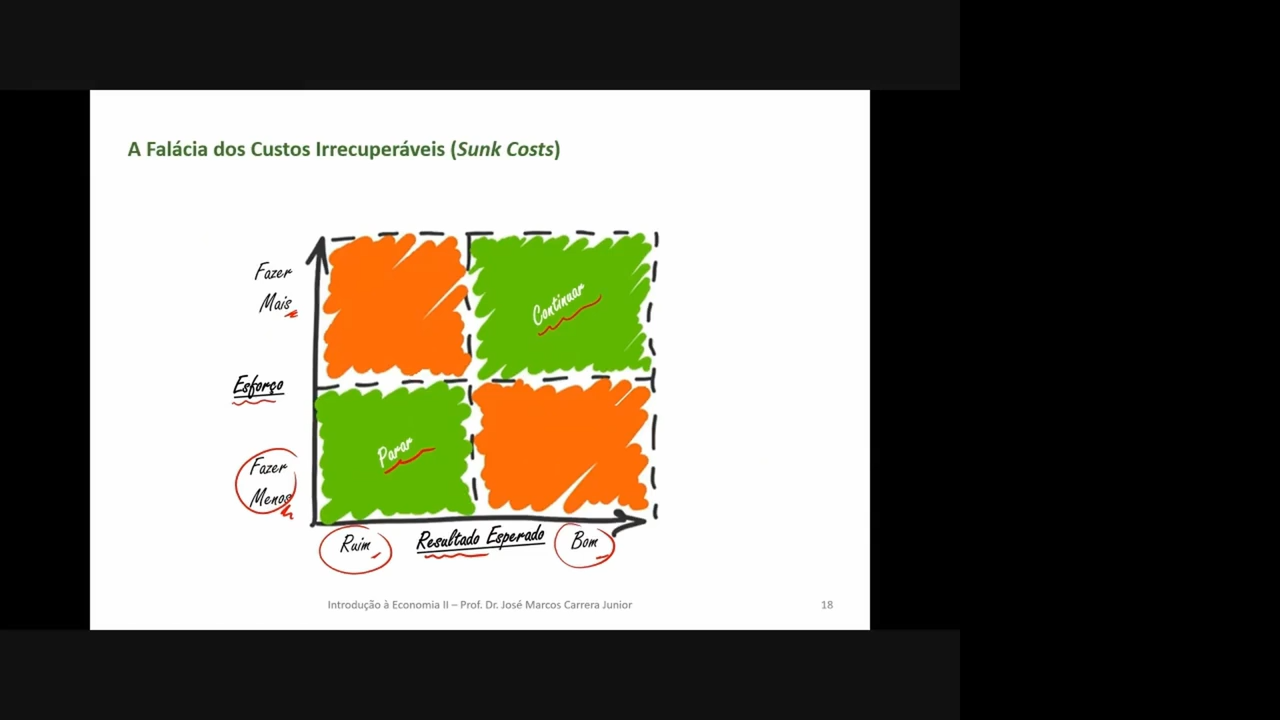 A Falácia dos Custos Irrecuperáveis (Sunk Costs)
Fazer
Mais
Continuar
Esforço
Parar
Fazer
Menos
Ruim
Resultado Esperado
Bom
Introdução à Economia II – Prof. Dr. José Marcos Carrera Junior
18